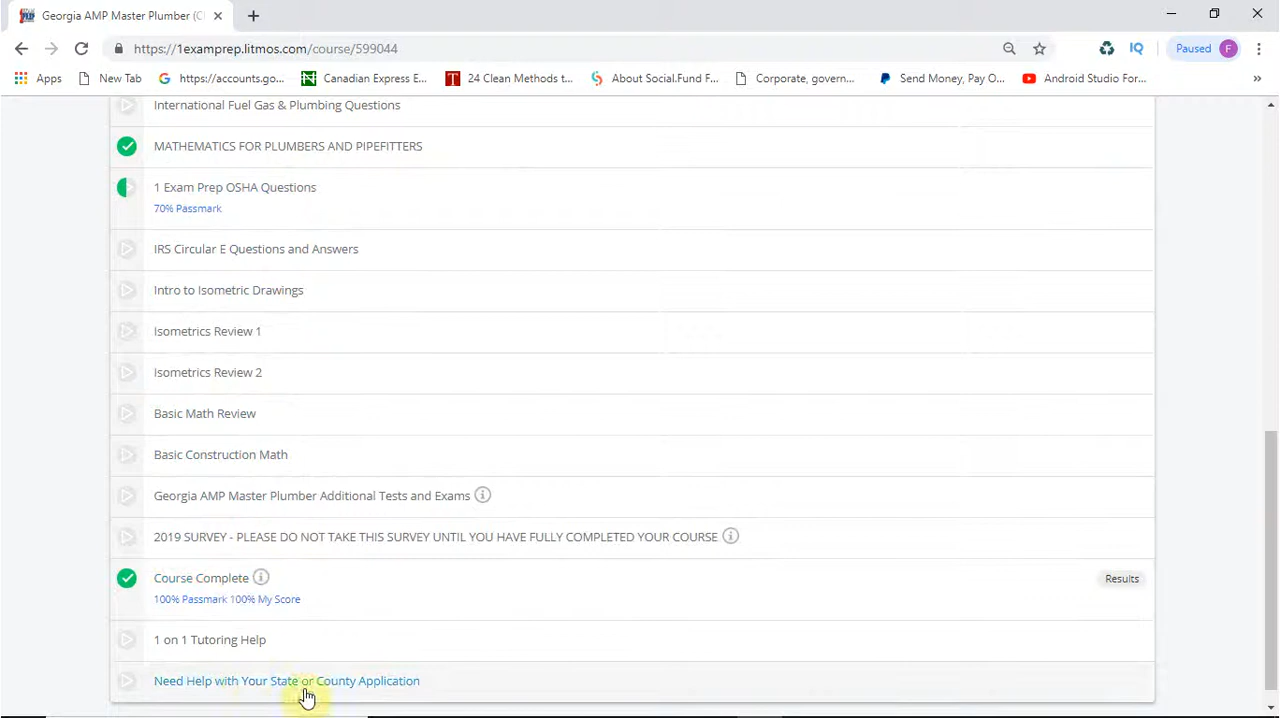 Georgia AMP Master Plumber (C
https://1examprep.litmos.com/course/599044
Paused F
Apps New Tab https://accounts.go... Canadian Express E... 24 Clean Methods t... About Social.Fund F... Corporate, govern... Send Money, Pay O... Android Studio For... »
International Fuel Gas & Plumbing Questions
MATHEMATICS FOR PLUMBERS AND PIPEFITTERS
1 Exam Prep OSHA Questions
70% Passmark
IRS Circular E Questions and Answers
Intro to Isometric Drawings
Isometrics Review 1
Isometrics Review 2
Basic Math Review
Basic Construction Math
Georgia AMP Master Plumber Additional Tests and Exams
2019 SURVEY - PLEASE DO NOT TAKE THIS SURVEY UNTIL YOU HAVE FULLY COMPLETED YOUR COURSE
Course Complete Results
100% Passmark 100% My Score
1 on 1 Tutoring Help
Need Help with Your State or County Application